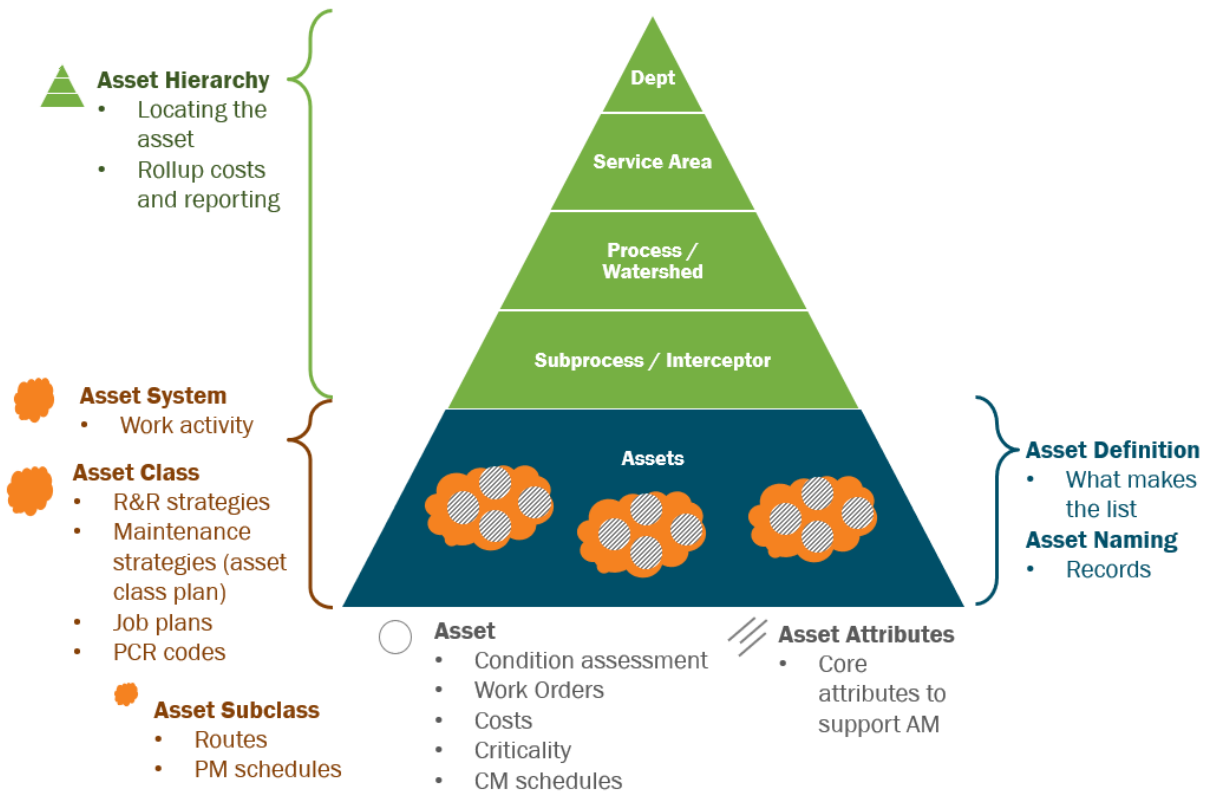 Asset Hierarchy
• Locating the
asset
• Rollup costs
and reporting
Dept
Service Area
Process /
Watershed
Subprocess / Interceptor
Assets
Asset System
• Work activity
Asset Class
• R&R strategies
• Maintenance
strategies (asset
class plan)
• Job plans
• PCR codes
Asset Subclass
• Routes
• PM schedules
Asset
• Condition assessment
• Work Orders
• Costs
• Criticality
• CM schedules
Asset Attributes
• Core
attributes to
support AM
Asset Definition
• What makes
the list
Asset Naming
• Records